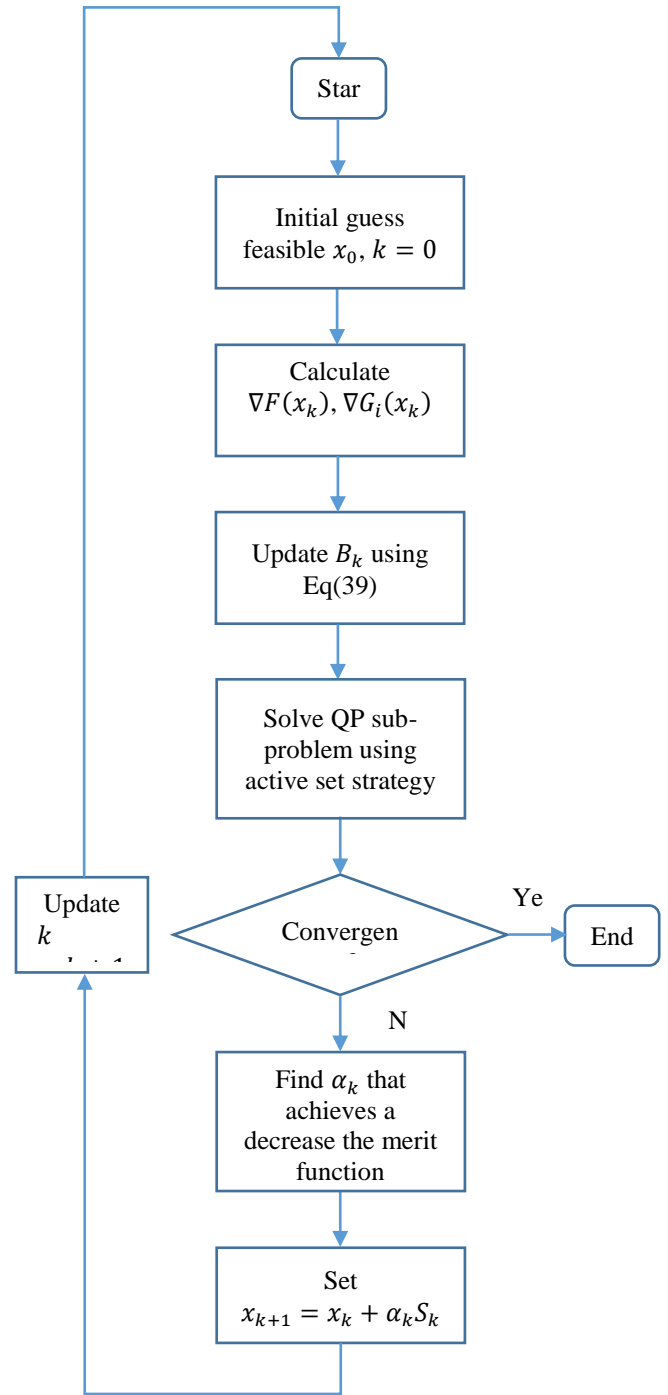 Star
Initial guess
feasible 𝑥₀, 𝑘 = 0
Calculate
∇𝐹(𝑥ₖ), ∇𝐺ᵢ(𝑥ₖ)
Update 𝐵ₖ using
Eq(39)
Solve QP sub-
problem using
active set strategy
Convergen
Ye
End
N
Find 𝛼ₖ that
achieves a
decrease the merit
function
Set
𝑥ₖ₊₁ = 𝑥ₖ + 𝛼ₖ𝑆ₖ
Update
𝑘